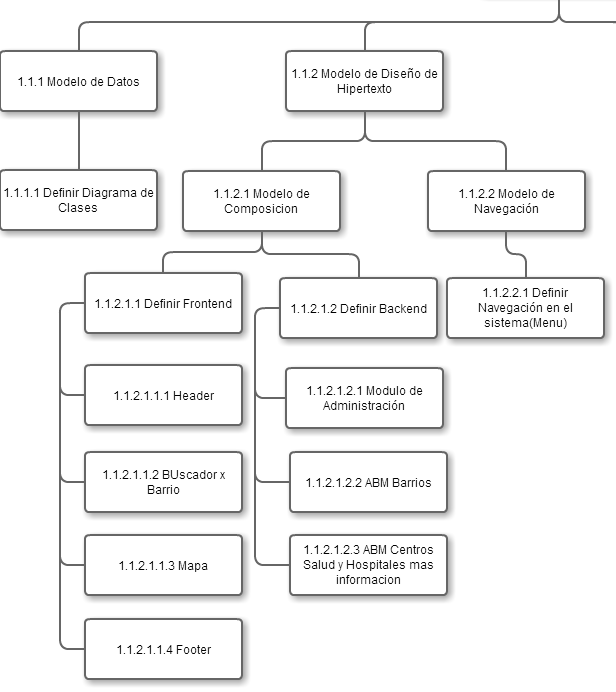 1.1.1 Modelo de Datos
1.1.2 Modelo de Diseño de
Hipertexto
1.1.1.1 Definir Diagrama de
Clases
1.1.2.1 Modelo de
Composicion
1.1.2.2 Modelo de
Navegación
1.1.2.1.1 Definir Frontend
1.1.2.1.2 Definir Backend
1.1.2.2.1 Definir
Navegación en el
sistema(Menu)
1.1.2.1.1.1 Header
1.1.2.1.2.1 Modulo de
Administración
1.1.2.1.1.2 BUscador x
Barrio
1.1.2.1.2.2 ABM Barrios
1.1.2.1.1.3 Mapa
1.1.2.1.2.3 ABM Centros
Salud y Hospitales mas
informacion
1.1.2.1.1.4 Footer